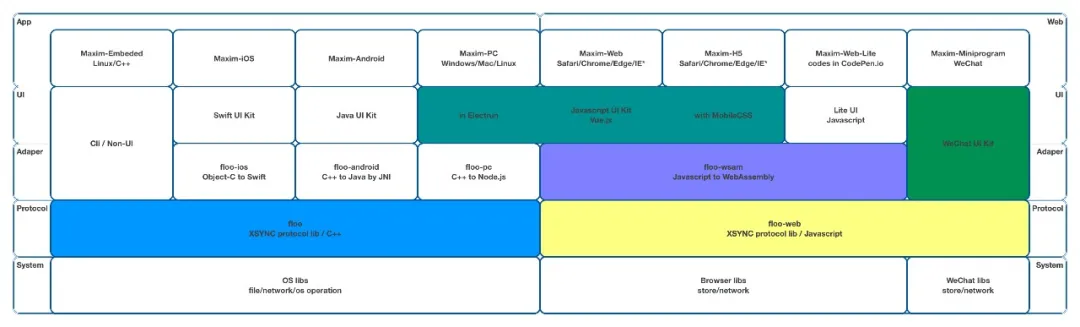 App
Web
Maxim-Embeded
Linux/C++
Maxim-iOS
Maxim-Android
Maxim-PC
Windows/Mac/Linux
Maxim-Web
Safari/Chrome/Edge/IE*
Maxim-H5
Safari/Chrome/Edge/IE*
Maxim-Web-Lite
codes in CodePen.io
Maxim-Miniprogram
WeChat
UI
UI
Cli / Non-UI
Swift UI Kit
Java UI Kit
in Electrun
Javascript UI Kit
Vue.js
with MobileCSS
Lite UI
Javascript
WeChat UI Kit
Adaper
Adaper
floo-ios
Object-C to Swift
floo-android
C++ to Java by JNI
floo-pc
C++ to Node.js
floo-wsam
Javascript to WebAssembly
Protocol
Protocol
floo
XSYNC protocol lib / C++
floo-web
XSYNC protocol lib / Javascript
System
System
OS libs
file/network/os operation
Browser libs
store/network
WeChat libs
store/network